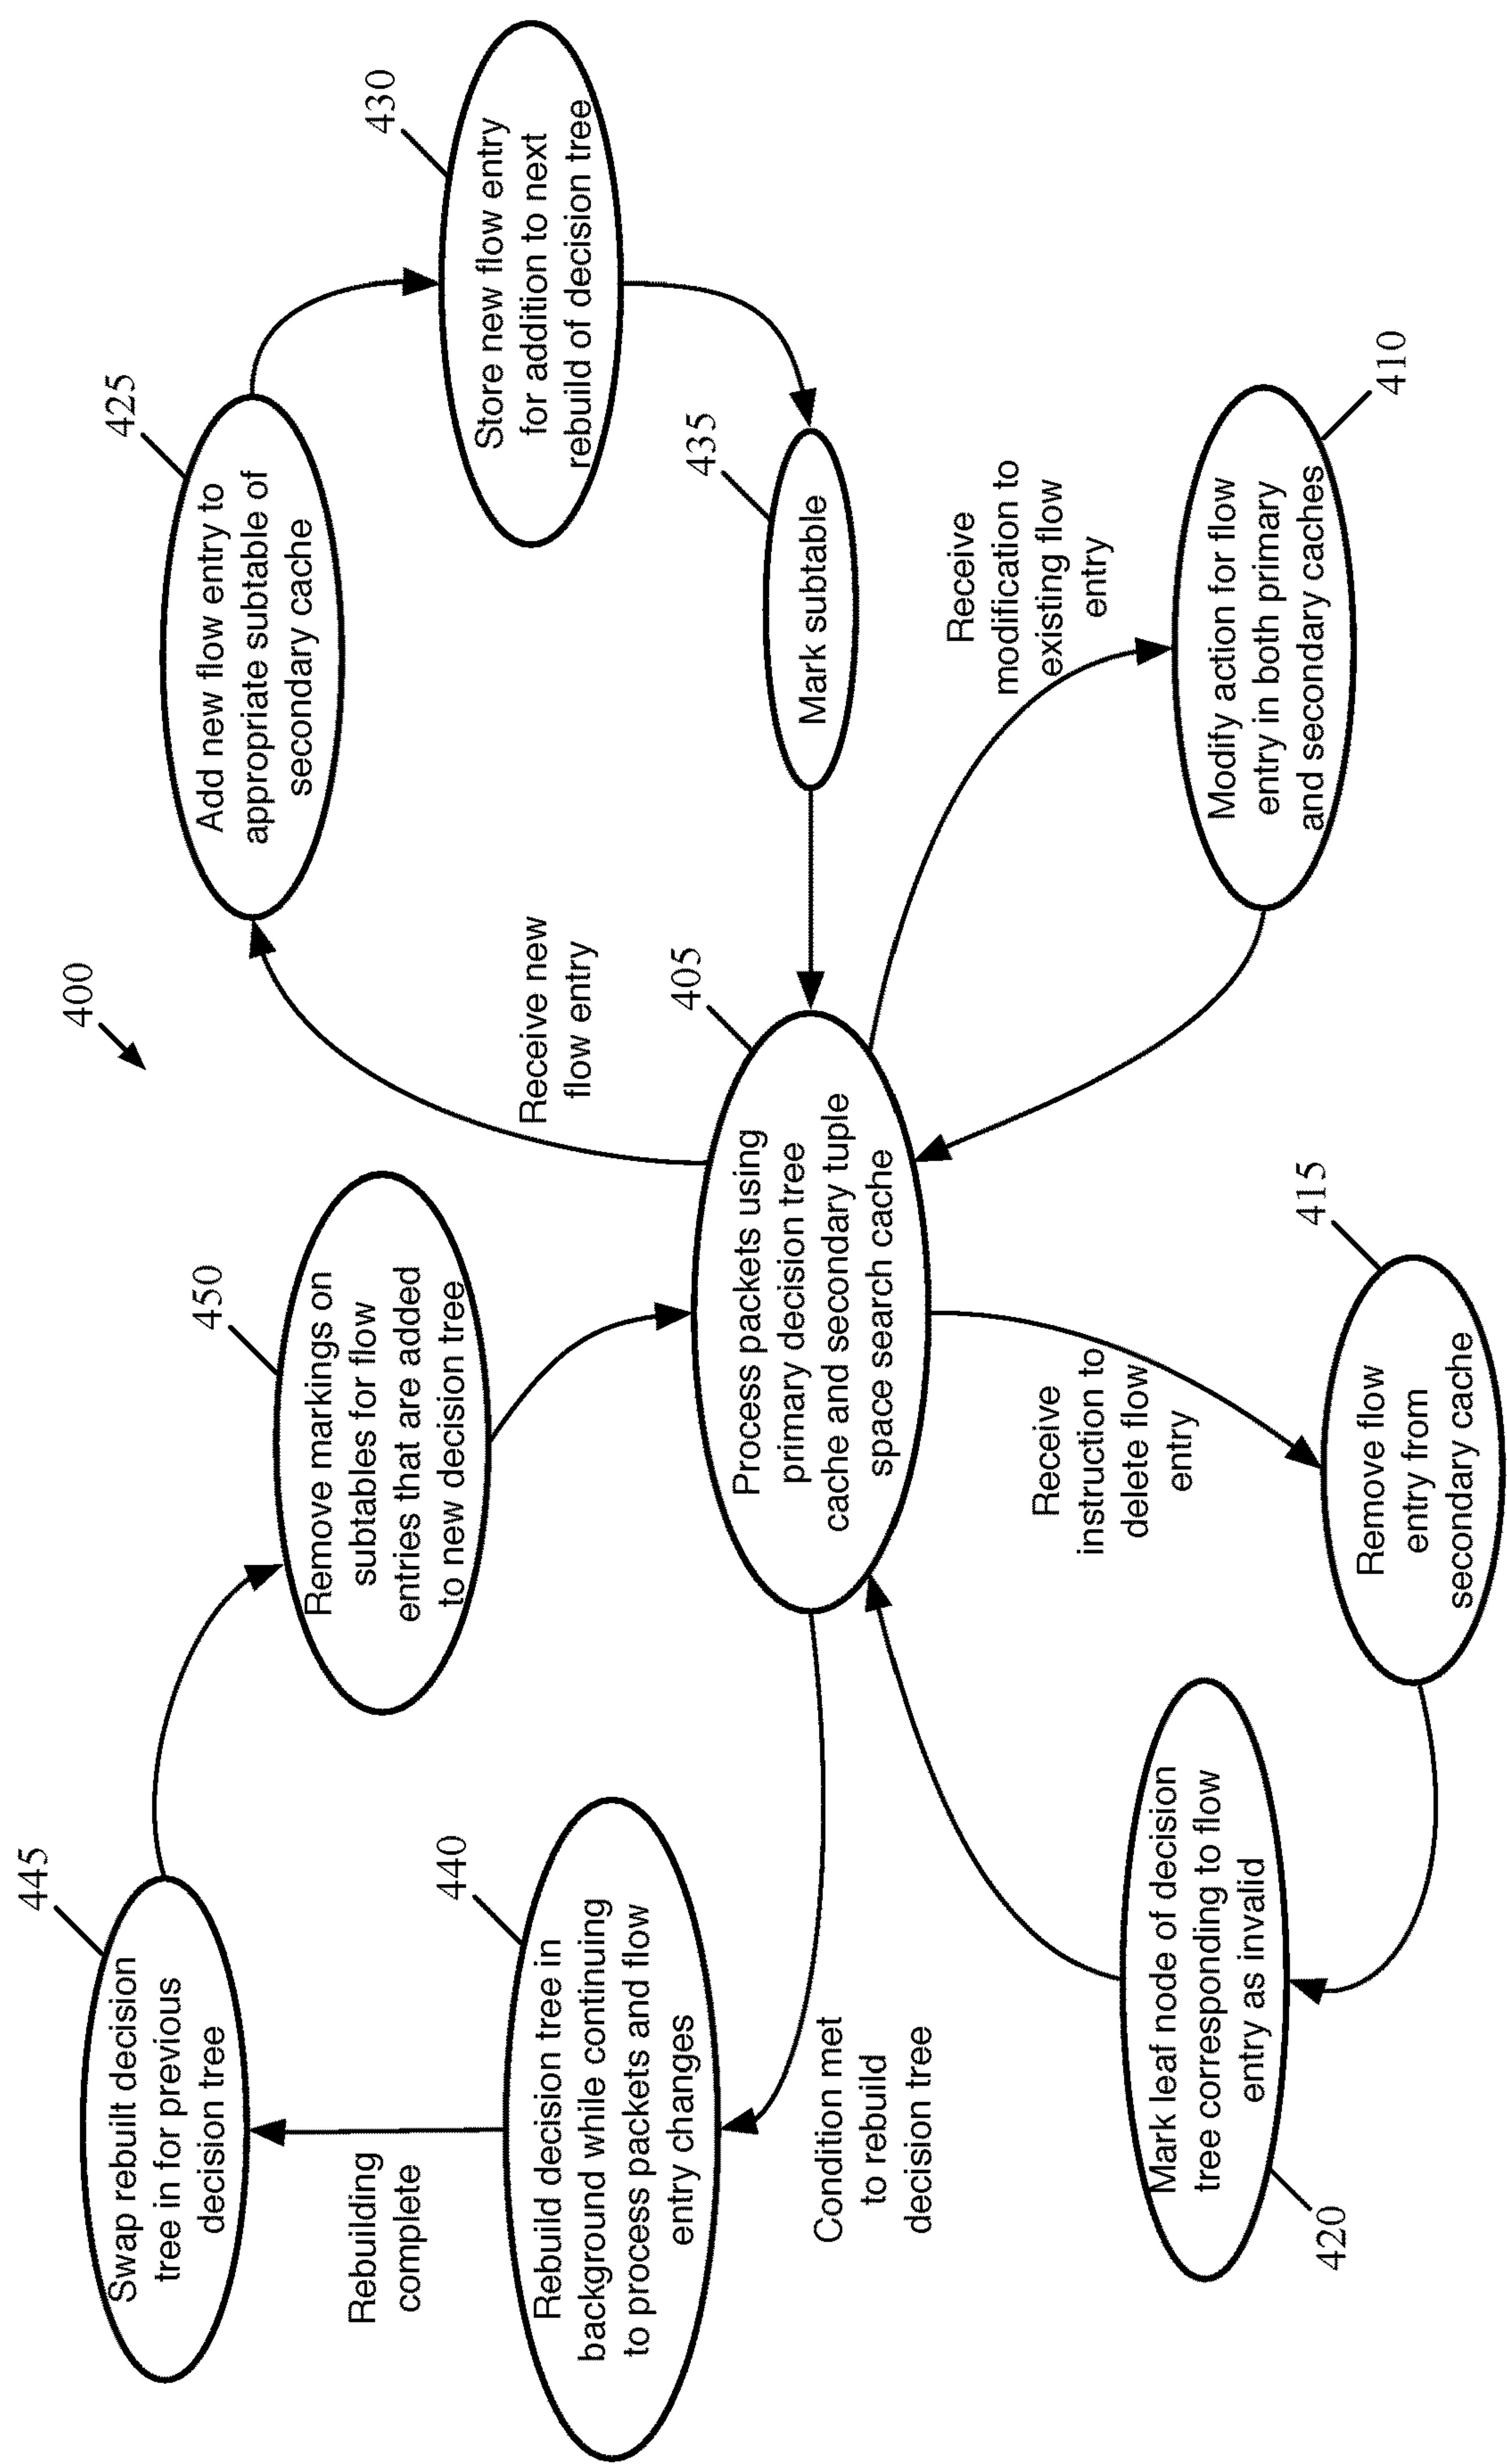 400
445
Swap rebuilt decision
tree in for previous
decision tree
450
Remove markings on
subtables for flow
entries that are added
to new decision tree
425
Add new flow entry to
appropriate subtable of
secondary cache
430
Store new flow entry
for addition to next
rebuild of decision tree
Rebuilding
complete
Receive new
flow entry
440
Rebuild decision tree in
background while continuing
to process packets and flow
entry changes
405
Process packets using
primary decision tree
cache and secondary tuple
space search cache
435
Mark subtable
Condition met
to rebuild
decision tree
Receive
modification to
existing flow
entry
Receive
instruction to
delete flow
entry
420
Mark leaf node of decision
tree corresponding to flow
entry as invalid
415
Remove flow
entry from
secondary cache
410
Modify action for flow
entry in both primary
and secondary caches